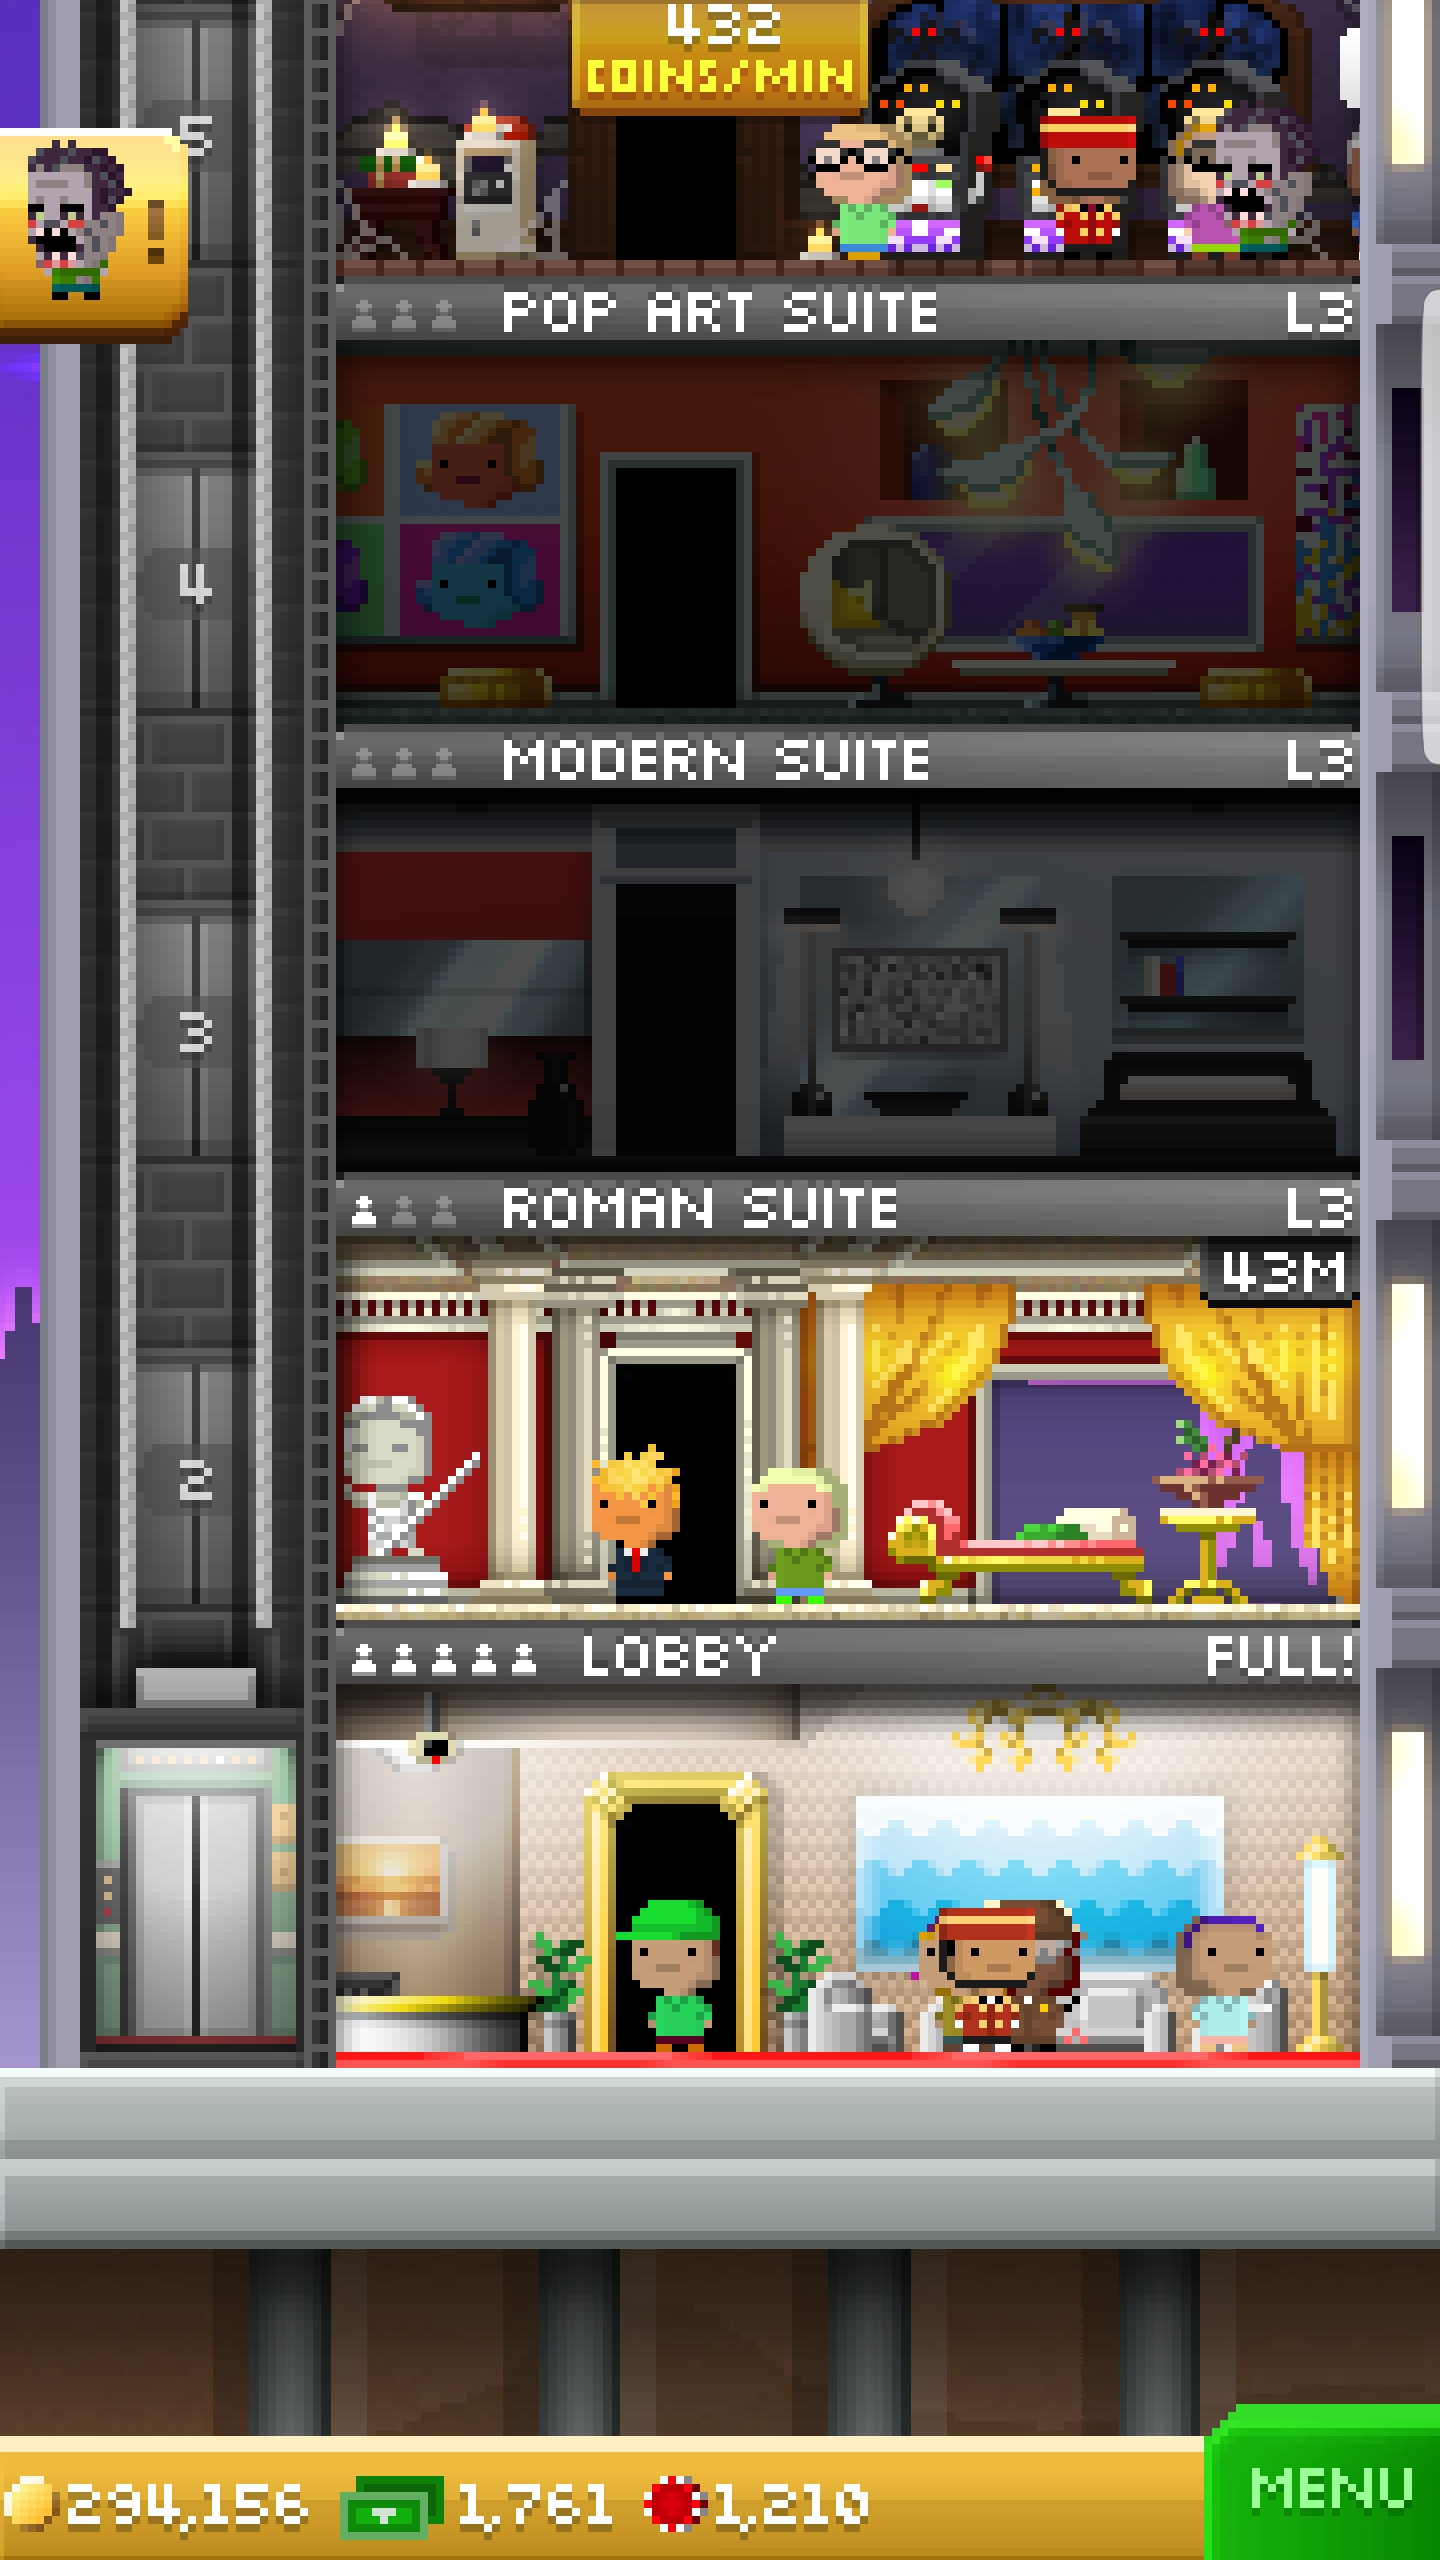 432
COINS/MIN
5
!
POP ART SUITE L3
4
MODERN SUITE L3
3
ROMAN SUITE L3
43M
2
LOBBY FULL!
294,156 1,761 1,210
MENU